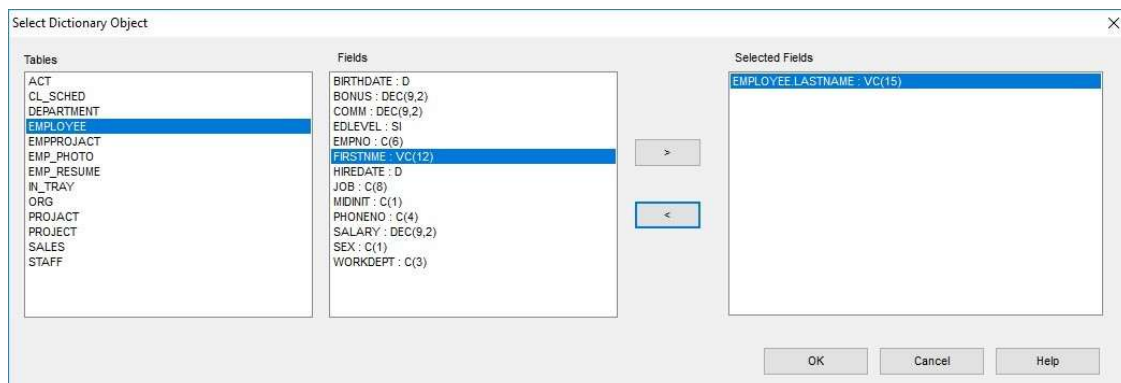 Select Dictionary Object
Tables
ACT
CL_SCHED
DEPARTMENT
EMPLOYEE
EMPPROJACT
EMP_PHOTO
EMP_RESUME
IN_TRAY
ORG
PROJACT
PROJECT
SALES
STAFF
Fields
BIRTHDATE : D
BONUS : DEC(9,2)
COMM : DEC(9,2)
EDLEVEL : SI
EMPNO : C(6)
FIRSTNME : VC(12)
HIREDATE : D
JOB : C(8)
MIDINIT : C(1)
PHONENO : C(4)
SALARY : DEC(9,2)
SEX : C(1)
WORKDEPT : C(3)
>
<
Selected Fields
EMPLOYEE.LASTNAME : VC(15)
OK Cancel Help